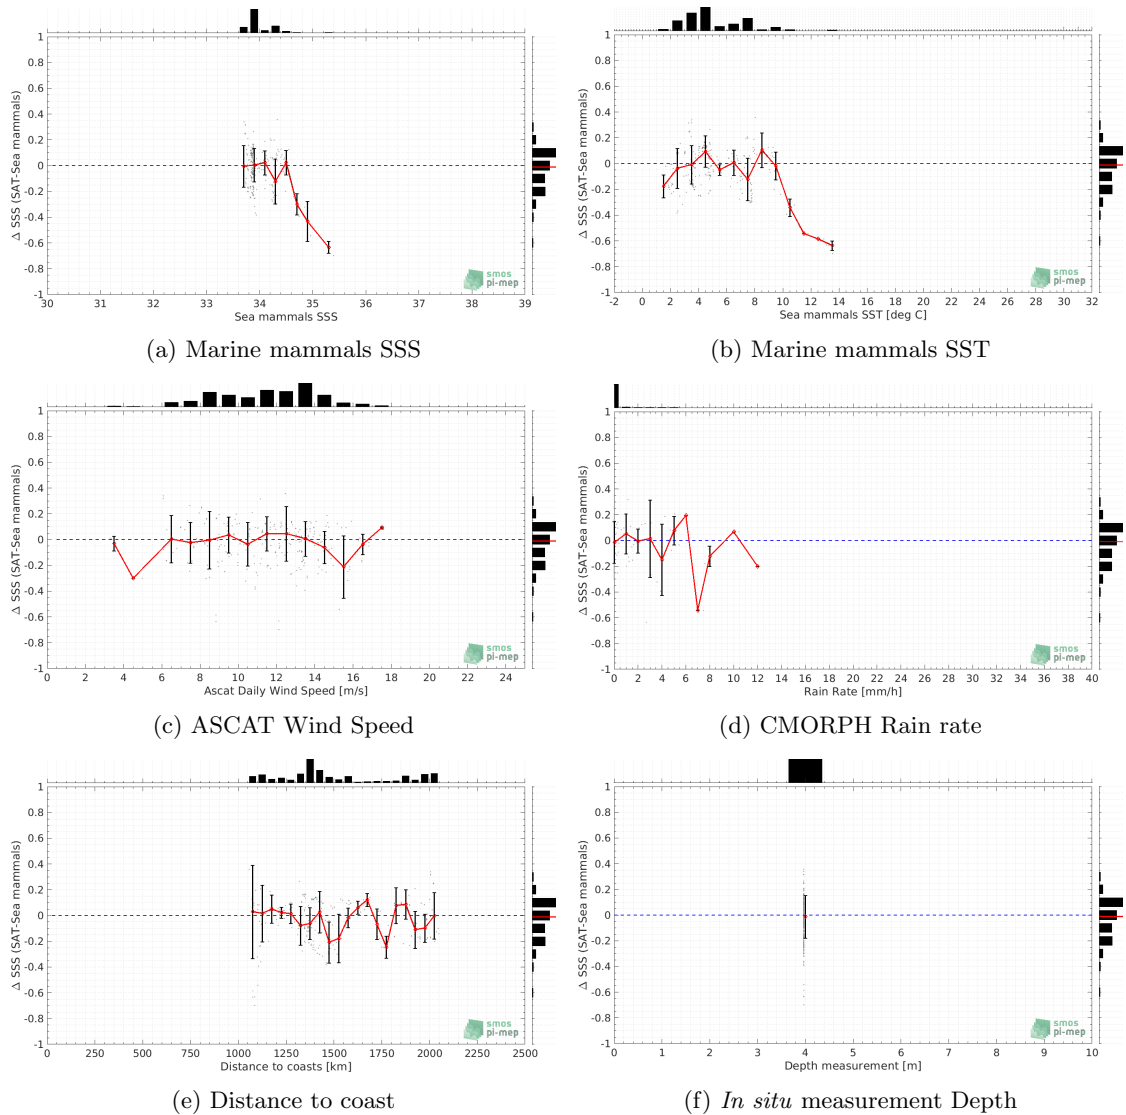 1
0.8
0.6
0.4
0.2
0
-0.2
-0.4
-0.6
-0.8
-1
Δ SSS (SAT-Sea mammals)
30 31 32 33 34 35 36 37 38 39
Sea mammals SSS
smos
pi-mep
(a) Marine mammals SSS
1
0.8
0.6
0.4
0.2
0
-0.2
-0.4
-0.6
-0.8
-1
Δ SSS (SAT-Sea mammals)
-2 0 2 4 6 8 10 12 14 16 18 20 22 24 26 28 30 32
Sea mammals SST [deg C]
smos
pi-mep
(b) Marine mammals SST
1
0.8
0.6
0.4
0.2
0
-0.2
-0.4
-0.6
-0.8
-1
Δ SSS (SAT-Sea mammals)
0 2 4 6 8 10 12 14 16 18 20 22 24
Ascat Daily Wind Speed [m/s]
smos
pi-mep
(c) ASCAT Wind Speed
1
0.8
0.6
0.4
0.2
0
-0.2
-0.4
-0.6
-0.8
-1
Δ SSS (SAT-Sea mammals)
0 2 4 6 8 10 12 14 16 18 20 22 24 26 28 30 32 34 36 38 40
Rain Rate [mm/h]
smos
pi-mep
(d) CMORPH Rain rate
1
0.8
0.6
0.4
0.2
0
-0.2
-0.4
-0.6
-0.8
-1
Δ SSS (SAT-Sea mammals)
0 250 500 750 1000 1250 1500 1750 2000 2250 2500
Distance to coasts [km]
smos
pi-mep
(e) Distance to coast
1
0.8
0.6
0.4
0.2
0
-0.2
-0.4
-0.6
-0.8
-1
Δ SSS (SAT-Sea mammals)
0 1 2 3 4 5 6 7 8 9 10
Depth measurement [m]
smos
pi-mep
(f) In situ measurement Depth